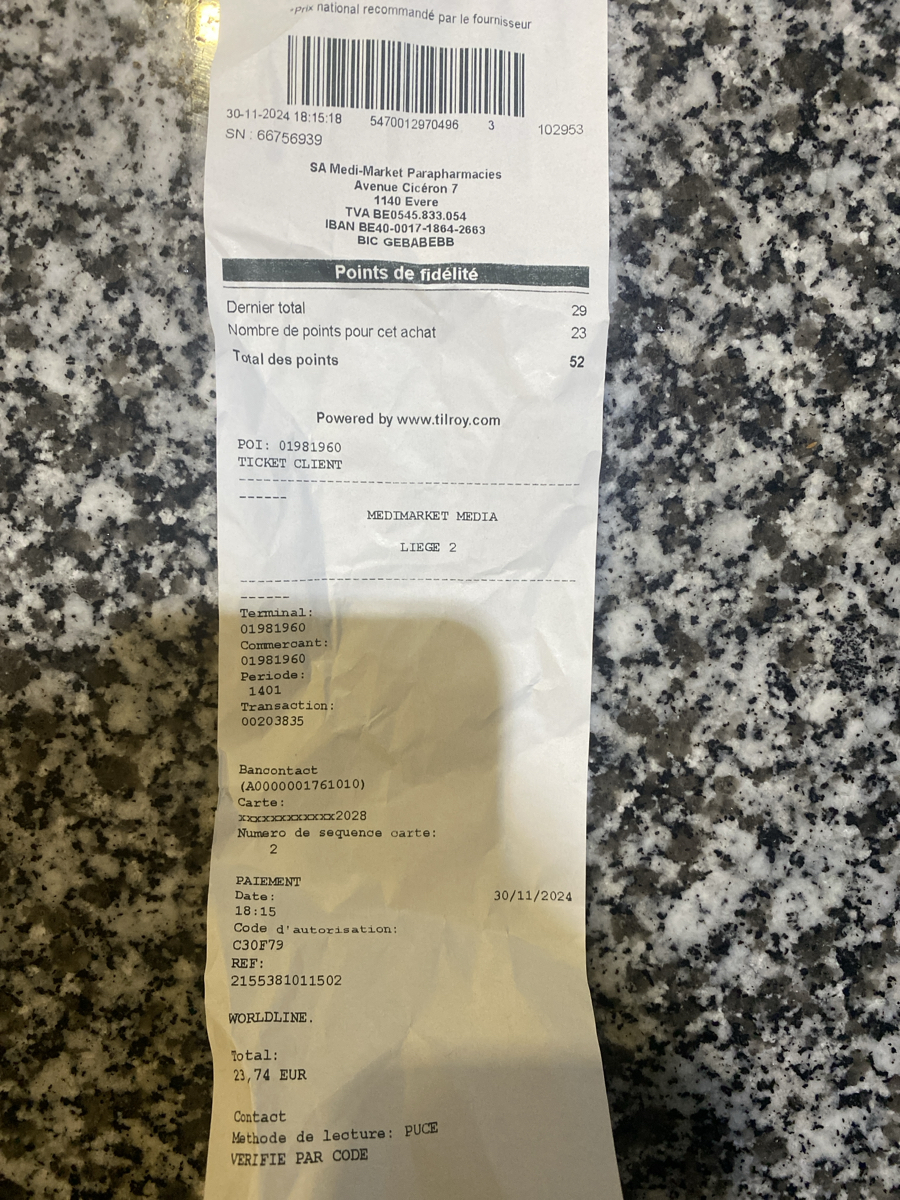 -Prix national recommandé par le fournisseur
30-11-2024 18:15:18 5470012970496 3 102953
SN : 66756939
SA Medi-Market Parapharmacies
Avenue Cicéron 7
1140 Evere
TVA BE0545.833.054
IBAN BE40-0017-1864-2663
BIC GEBABEBB
Points de fidélité
Dernier total 29
Nombre de points pour cet achat 23
Total des points 52
Powered by www.tilroy.com
POI: 01981960
TICKET CLIENT
MEDIMARKET MEDIA
LIEGE 2
Terminal:
01981960
Commercant:
01981960
Periode:
1401
Transaction:
00203835
Bancontact
(A0000001761010)
Carte:
xxxxxxxxxxxx2028
Numero de sequence carte:
2
PAIEMENT
Date: 30/11/2024
18:15
Code d'autorisation:
C30F79
REF:
2155381011502
WORLDLINE.
Total:
23,74 EUR
Contact
Methode de lecture: PUCE
VERIFIE PAR CODE